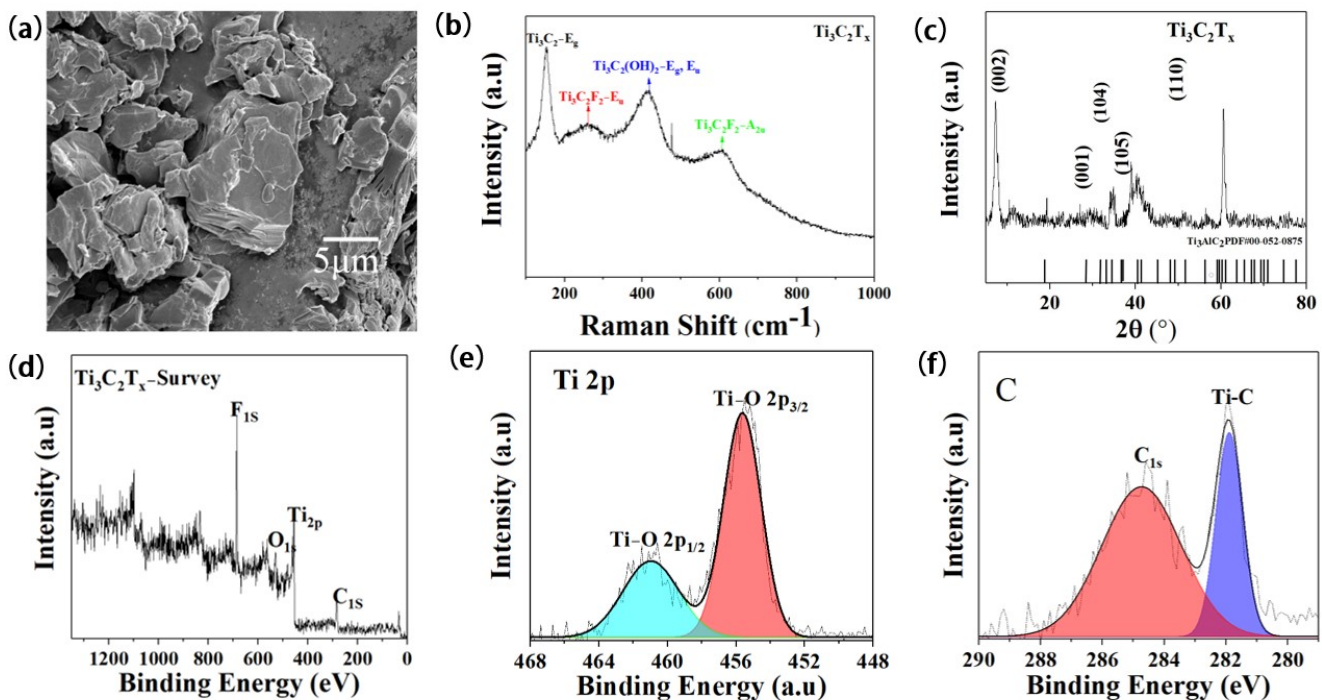 (a)
5μm
(b)
Ti₃C₂Tₓ
Ti₃C₂–E_g
Ti₃C₂(OH)₂–E_g, E_u
Ti₃C₂F₂–E_u
Ti₃C₂F₂–A₂ᵤ
Intensity (a.u)
200 400 600 800 1000
Raman Shift (cm⁻¹)
(c)
Ti₃C₂Tₓ
(002)
(001)
(104)
(105)
(110)
Ti₃AlC₂PDF#00-052-0875
Intensity (a.u)
20 40 60 80
2θ (°)
(d)
Ti₃C₂Tₓ–Survey
F₁S
Ti₂p
O₁s
C₁S
Intensity (a.u)
1200 1000 800 600 400 200 0
Binding Energy (eV)
(e)
Ti 2p
Ti–O 2p₃/₂
Ti–O 2p₁/₂
Intensity (a.u)
468 464 460 456 452 448
Binding Energy (a.u)
(f)
C
Ti-C
C₁s
Intensity (a.u)
290 288 286 284 282 280
Binding Energy (eV)